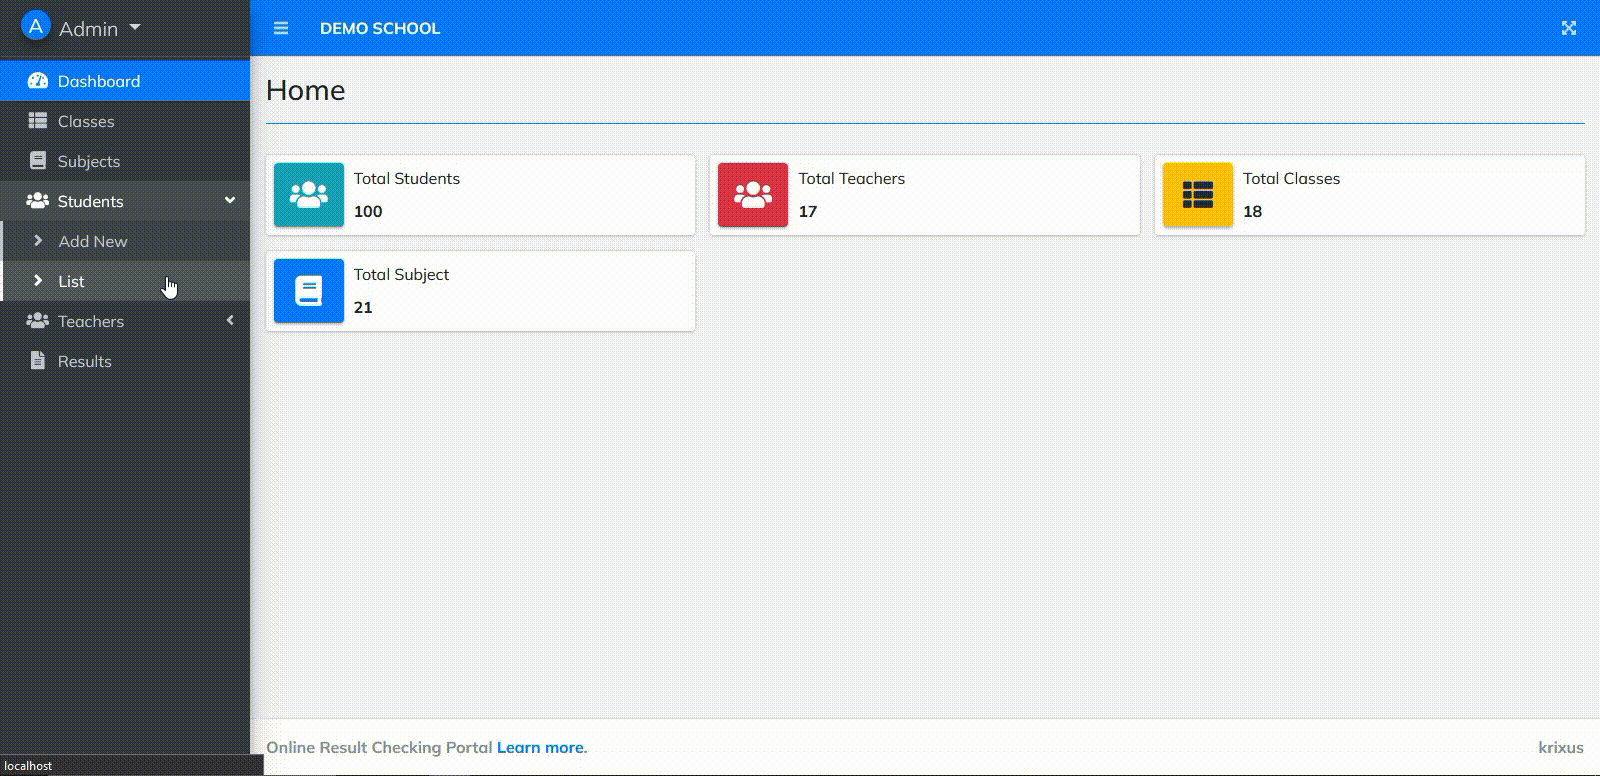 A Admin
DEMO SCHOOL
Dashboard
Classes
Subjects
Students
Add New
List
Teachers
Results
Home
Total Students
100
Total Teachers
17
Total Classes
18
Total Subject
21
Online Result Checking Portal Learn more.
krixus
localhost